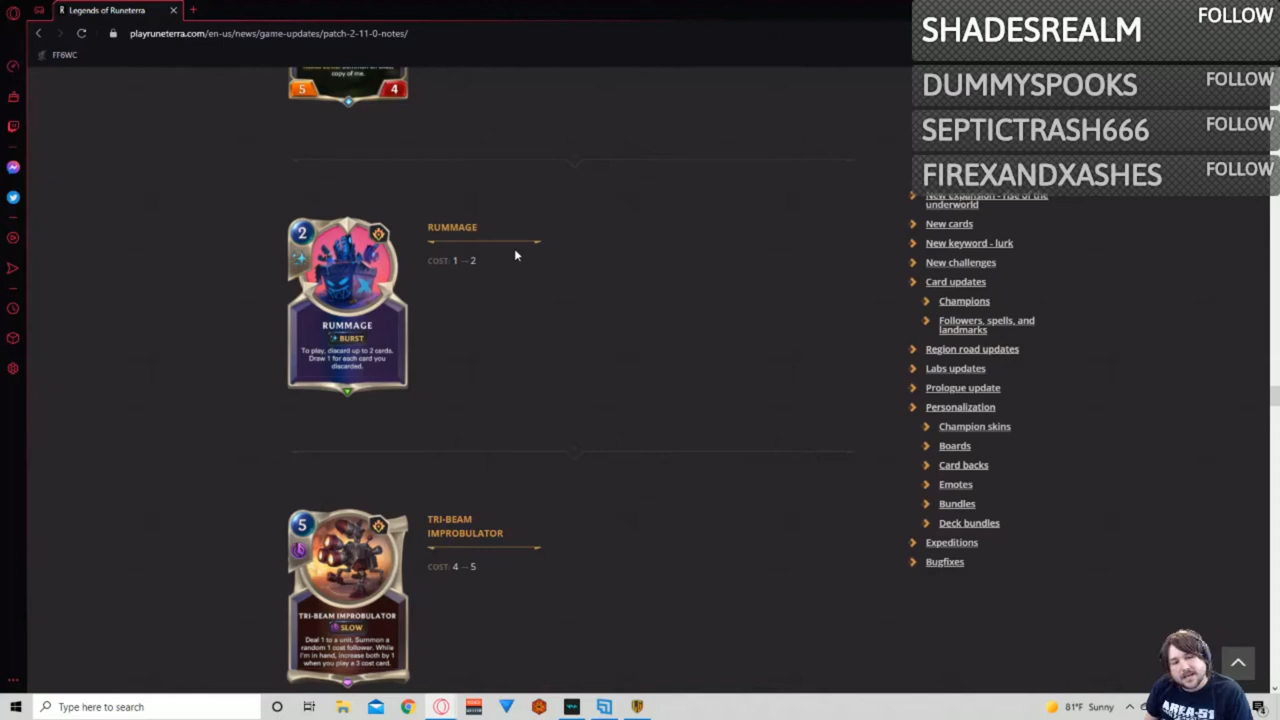 Legends of Runeterra
playruneterra.com/en-us/news/game-updates/patch-2-11-0-notes/
FF6WC
SHADESREALM FOLLOW
DUMMYSPOOKS FOLLOW
SEPTICTRASH666 FOLLOW
FIREXANDXASHES FOLLOW
copy of me.
5 4
2
RUMMAGE
COST: 1 → 2
RUMMAGE
BURST
To play, discard up to 2 cards.
Draw 1 for each card you
discarded.
5
TRI-BEAM
IMPROBULATOR
COST: 4 → 5
TRI-BEAM IMPROBULATOR
SLOW
Deal 1 to a unit. Summon a
random 1 cost follower. While
I'm in hand, increase both by 1
when you play a 3 cost card.
New expansion - rise of the
underworld
New cards
New keyword - lurk
New challenges
Card updates
Champions
Followers, spells, and
landmarks
Region road updates
Labs updates
Prologue update
Personalization
Champion skins
Boards
Card backs
Emotes
Bundles
Deck bundles
Expeditions
Bugfixes
AREA-51
Type here to search
81°F Sunny